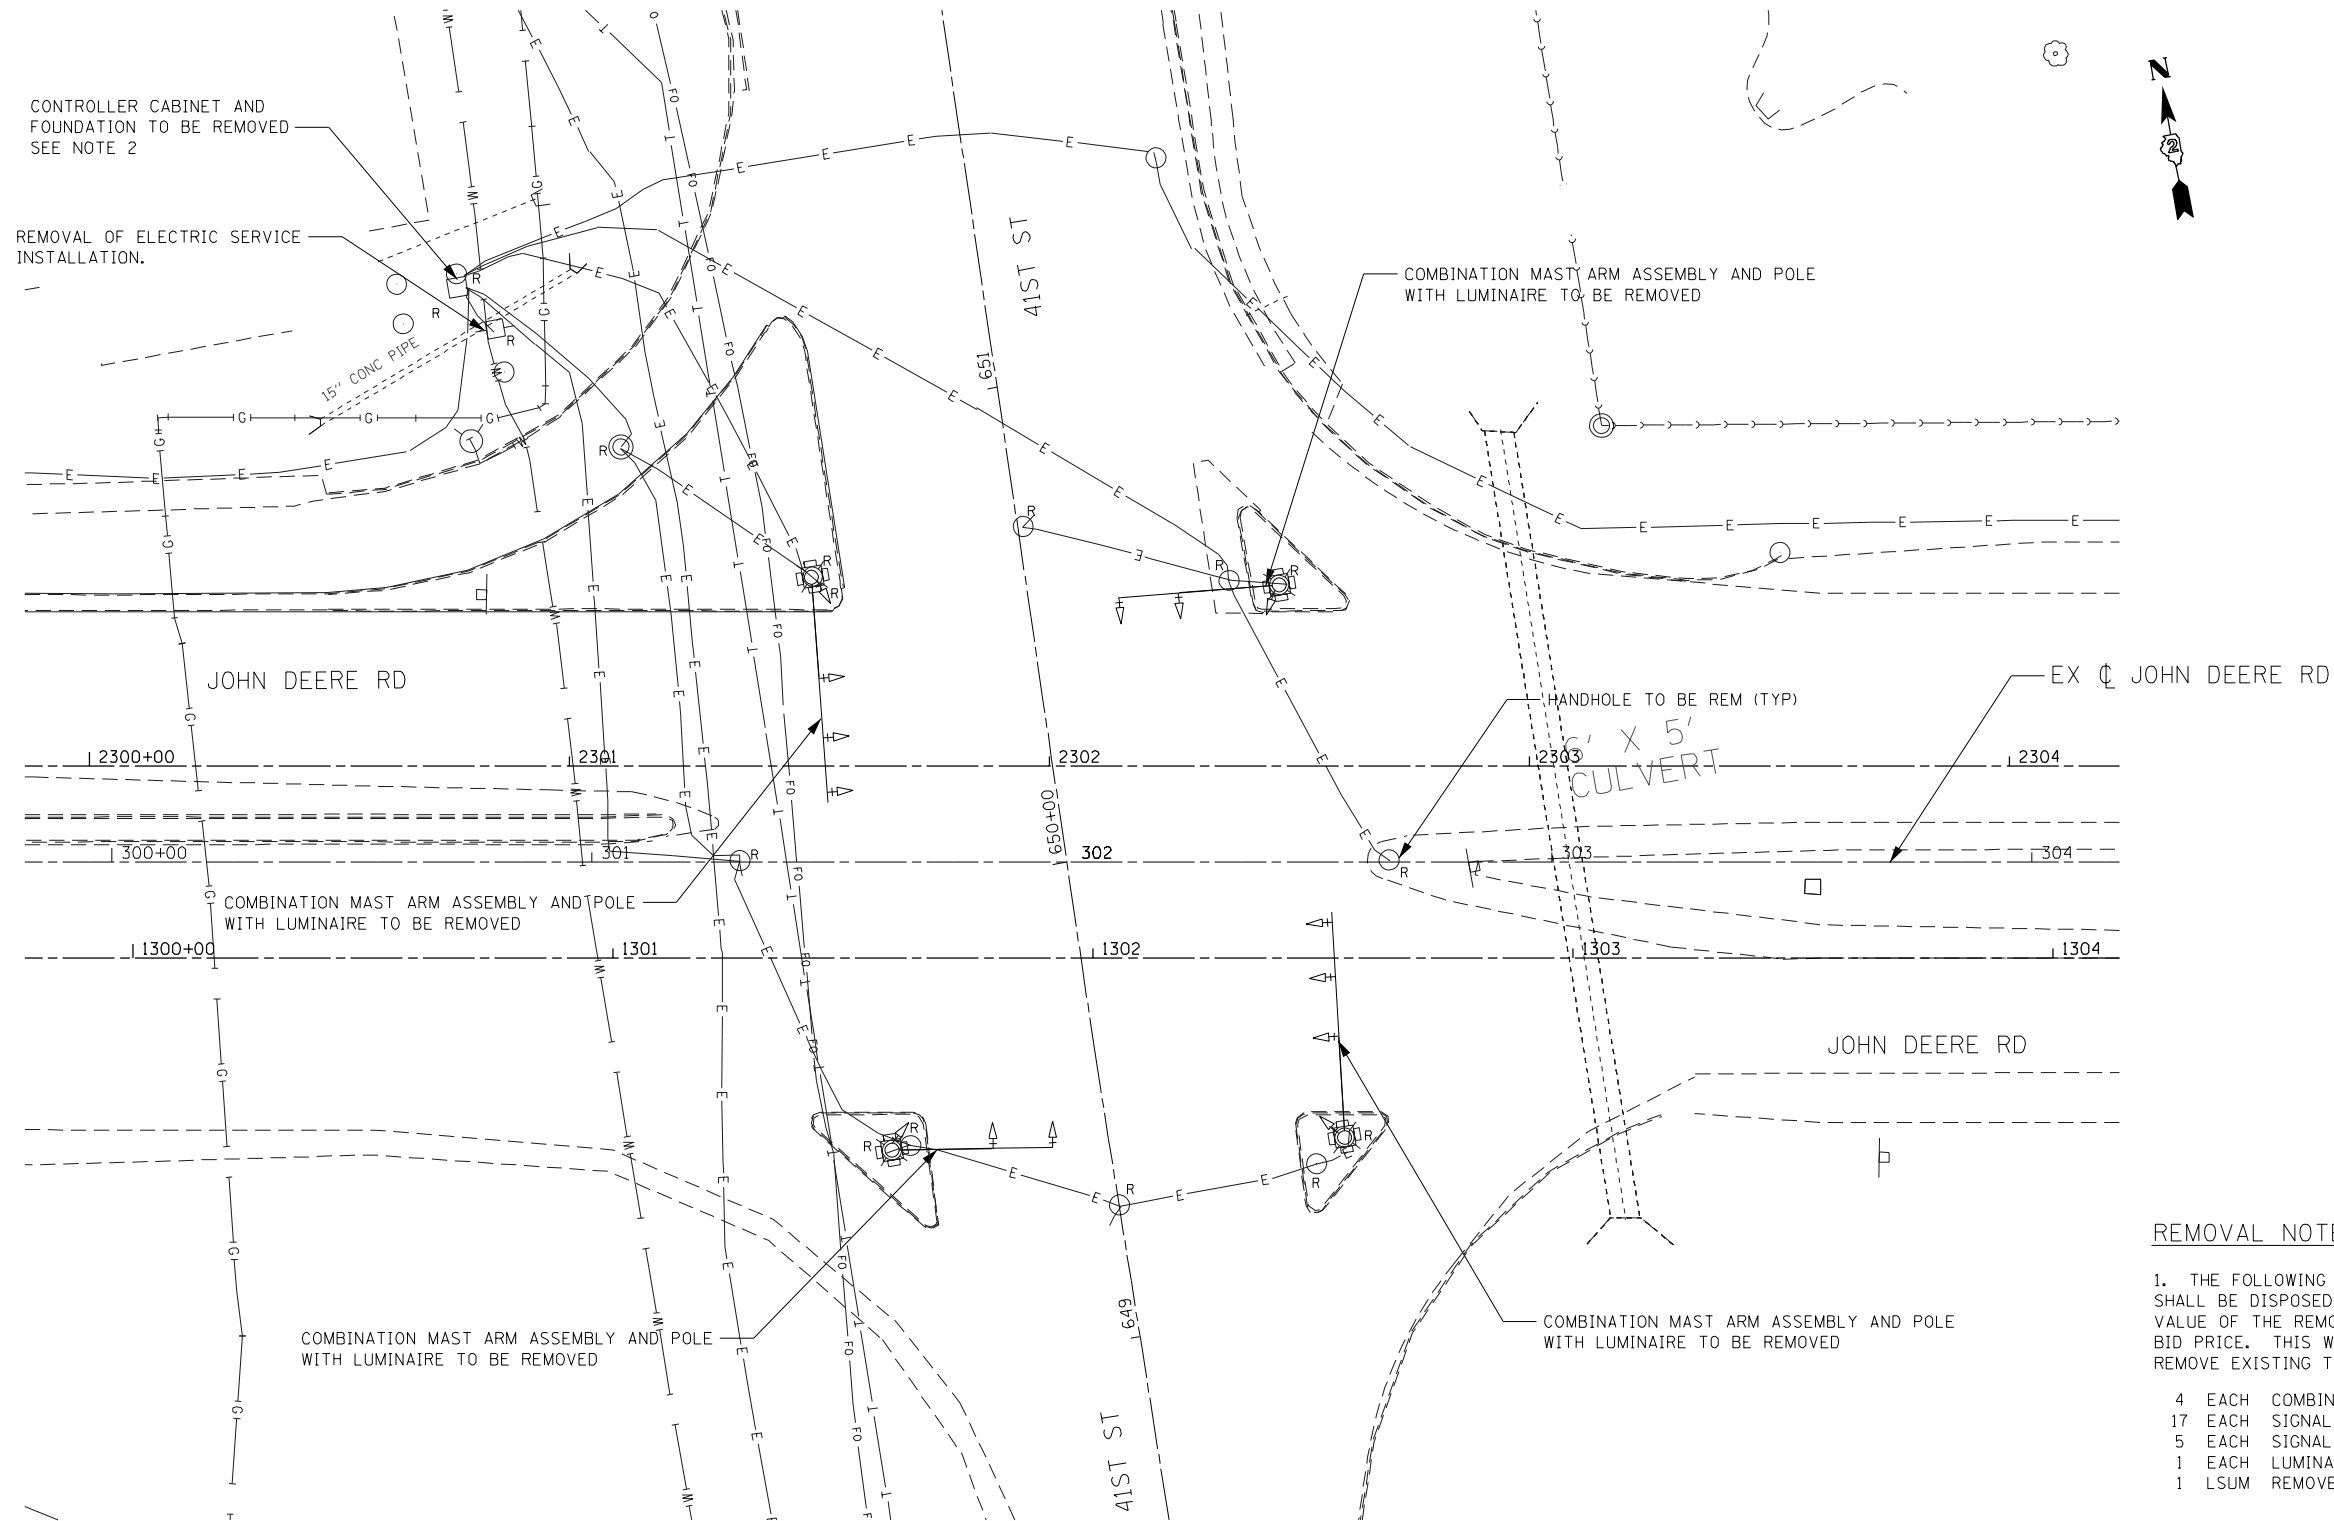 CONTROLLER CABINET AND
FOUNDATION TO BE REMOVED
SEE NOTE 2
REMOVAL OF ELECTRIC SERVICE
INSTALLATION.
15" CONC PIPE
41ST ST
651
COMBINATION MAST ARM ASSEMBLY AND POLE
WITH LUMINAIRE TO BE REMOVED
N
2
JOHN DEERE RD
EX ℄ JOHN DEERE RD
HANDHOLE TO BE REM (TYP)
6' X 5'
CULVERT
2300+00
2301
2302
2303
2304
650+00
300+00
301
302
303
304
COMBINATION MAST ARM ASSEMBLY AND POLE
WITH LUMINAIRE TO BE REMOVED
1300+00
1301
1302
1303
1304
JOHN DEERE RD
649
COMBINATION MAST ARM ASSEMBLY AND POLE
WITH LUMINAIRE TO BE REMOVED
COMBINATION MAST ARM ASSEMBLY AND POLE
WITH LUMINAIRE TO BE REMOVED
41ST ST
REMOVAL NOTE
1. THE FOLLOWING
SHALL BE DISPOSED
VALUE OF THE REMO
BID PRICE. THIS W
REMOVE EXISTING T
4 EACH COMBIN
17 EACH SIGNAL
5 EACH SIGNAL
1 EACH LUMINA
1 LSUM REMOVE